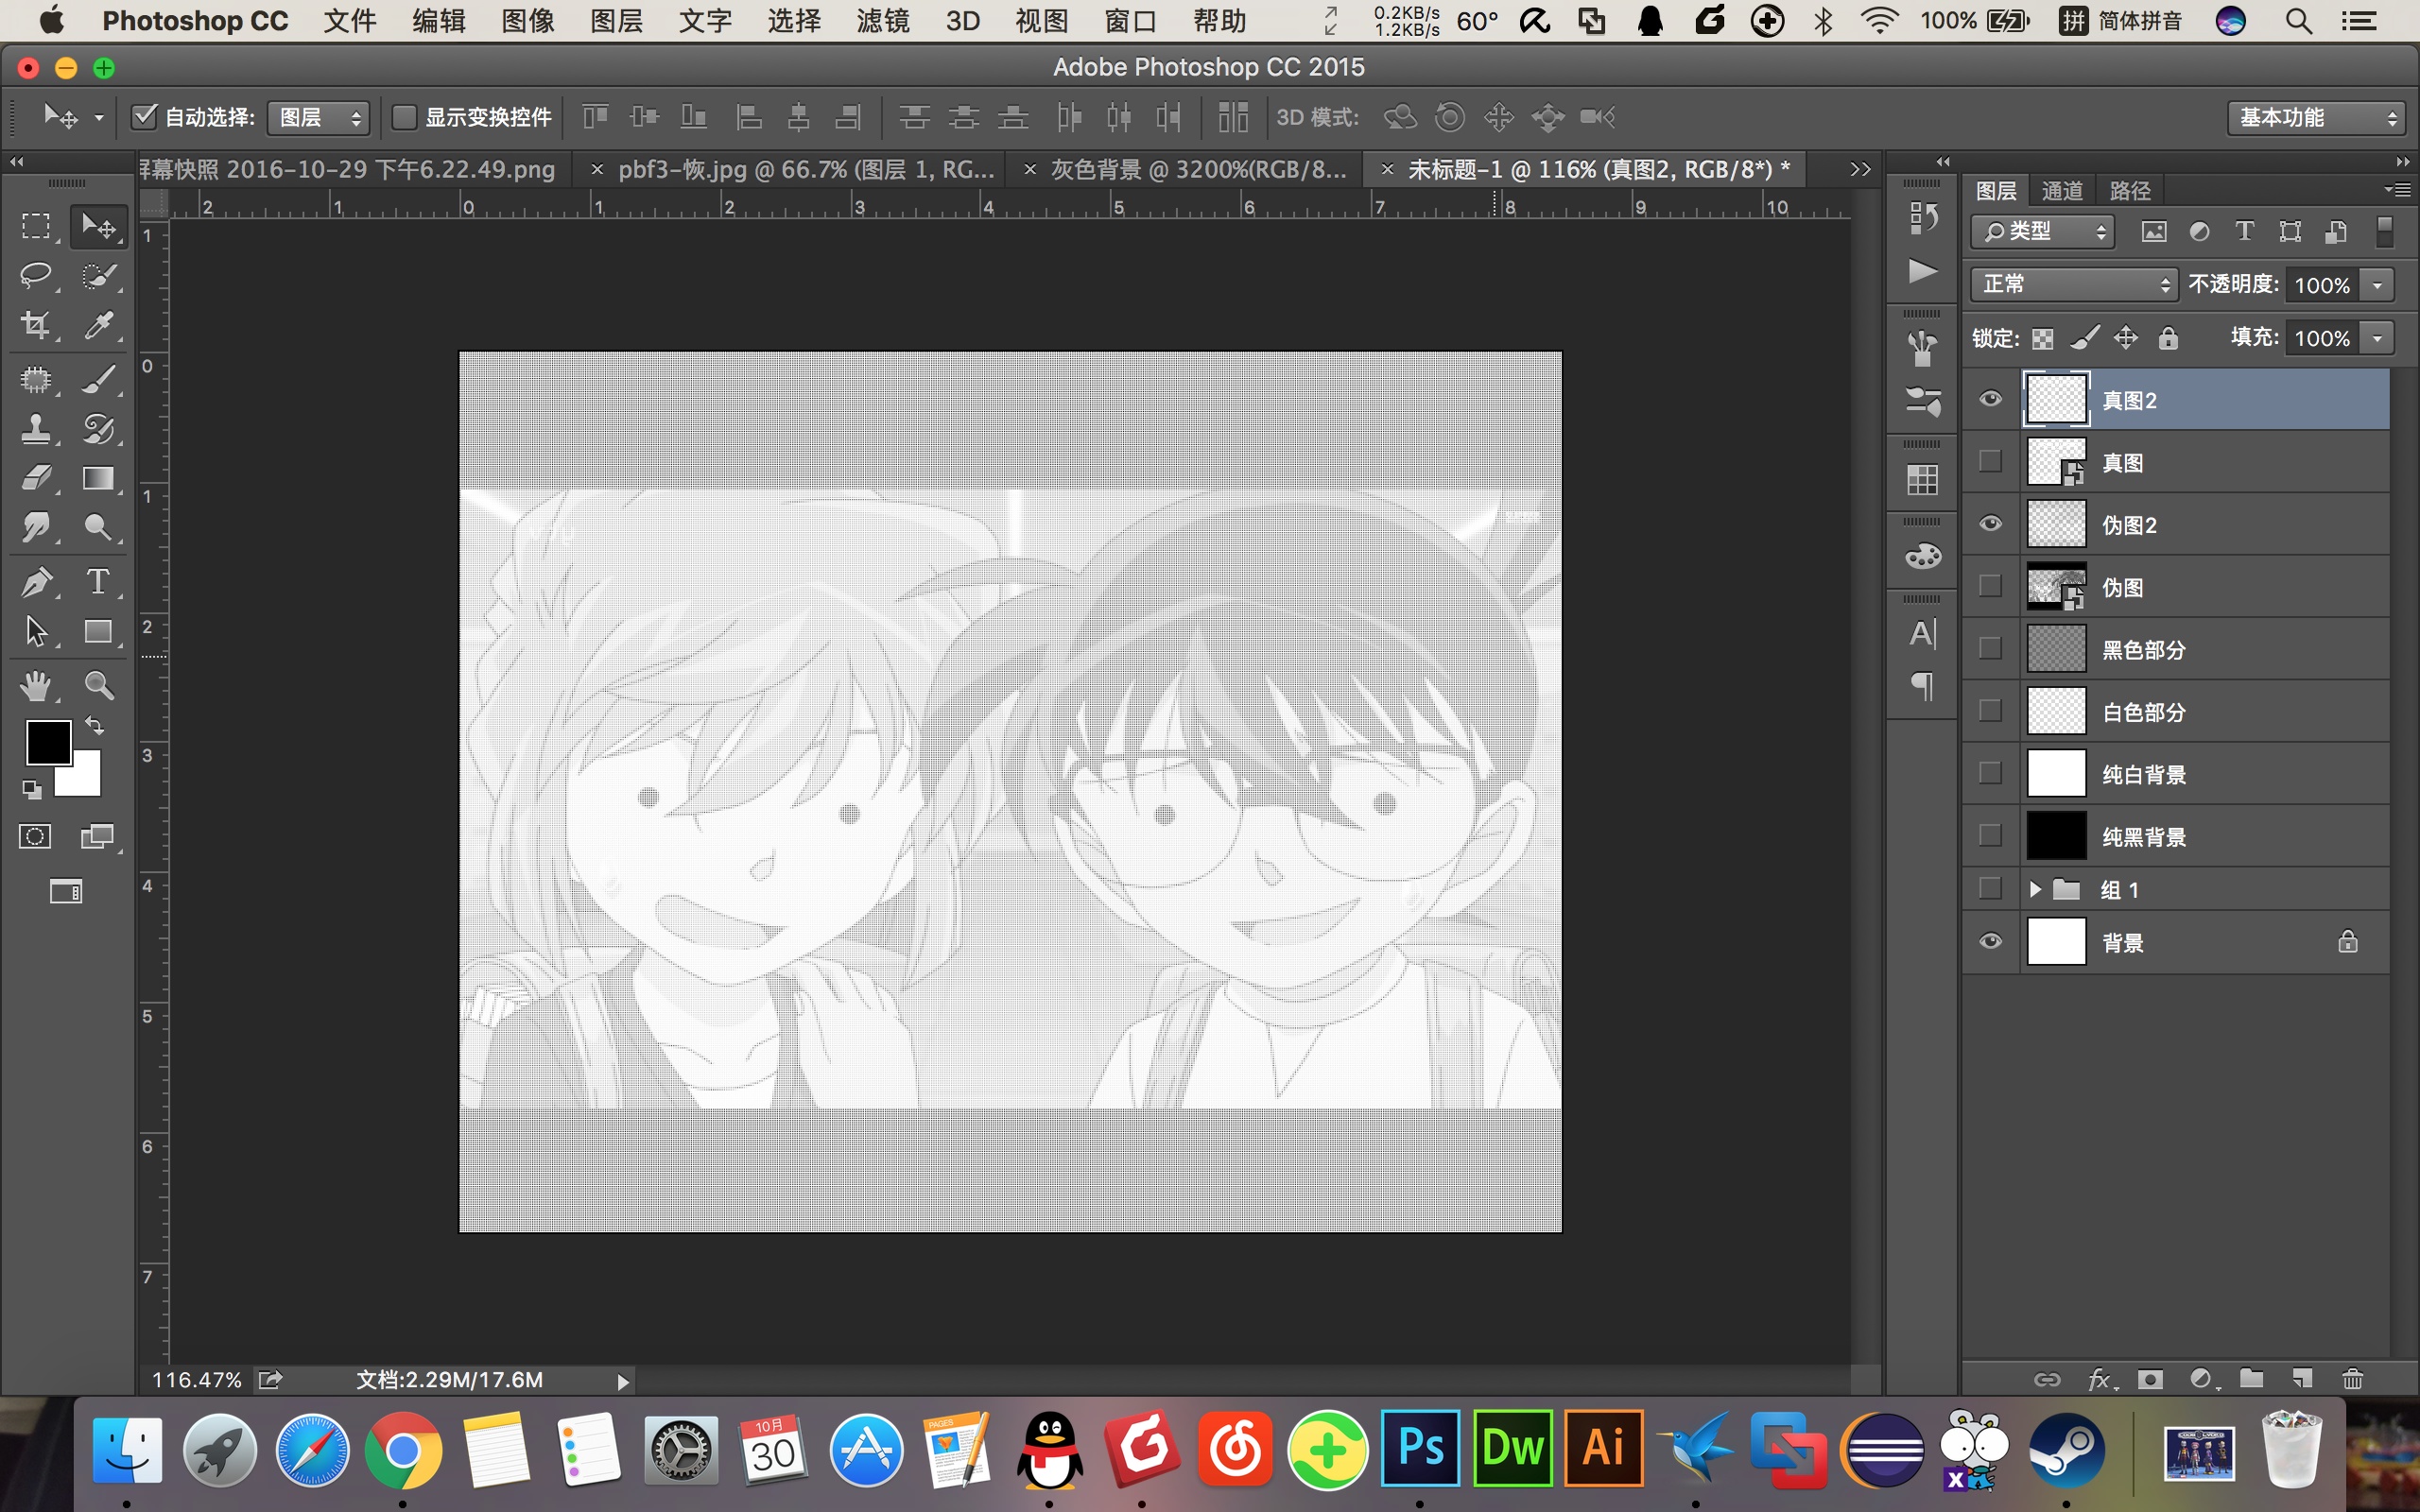 Photoshop CC 文件 编辑 图像 图层 文字 选择 滤镜 3D 视图 窗口 帮助 0.2KB/s 1.2KB/s 60° 100% 拼 简体拼音
Adobe Photoshop CC 2015
自动选择: 图层 显示变换控件 3D 模式: 基本功能
屏幕快照 2016-10-29 下午6.22.49.png × pbf3-恢.jpg @ 66.7% (图层 1, RG... × 灰色背景 @ 3200%(RGB/8... × 未标题-1 @ 116% (真图2, RGB/8*) *
2 1 0 1 2 3 4 5 6 7 8 9 10
1
0
1
2
3
4
5
6
7
图层 通道 路径
类型
正常 不透明度: 100%
锁定: 填充: 100%
真图2
真图
伪图2
伪图
黑色部分
白色部分
纯白背景
纯黑背景
组 1
背景
116.47% 文档:2.29M/17.6M
10月
30
PAGES
Ps Dw Ai
X